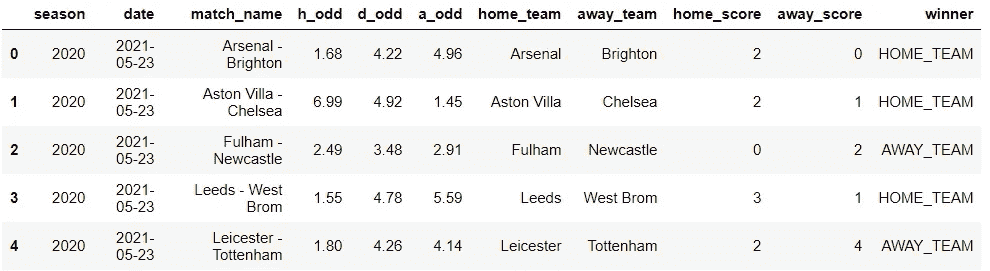 season date match_name h_odd d_odd a_odd home_team away_team home_score away_score winner
0 2020 2021-05-23 Arsenal - Brighton 1.68 4.22 4.96 Arsenal Brighton 2 0 HOME_TEAM
1 2020 2021-05-23 Aston Villa - Chelsea 6.99 4.92 1.45 Aston Villa Chelsea 2 1 HOME_TEAM
2 2020 2021-05-23 Fulham - Newcastle 2.49 3.48 2.91 Fulham Newcastle 0 2 AWAY_TEAM
3 2020 2021-05-23 Leeds - West Brom 1.55 4.78 5.59 Leeds West Brom 3 1 HOME_TEAM
4 2020 2021-05-23 Leicester - Tottenham 1.80 4.26 4.14 Leicester Tottenham 2 4 AWAY_TEAM